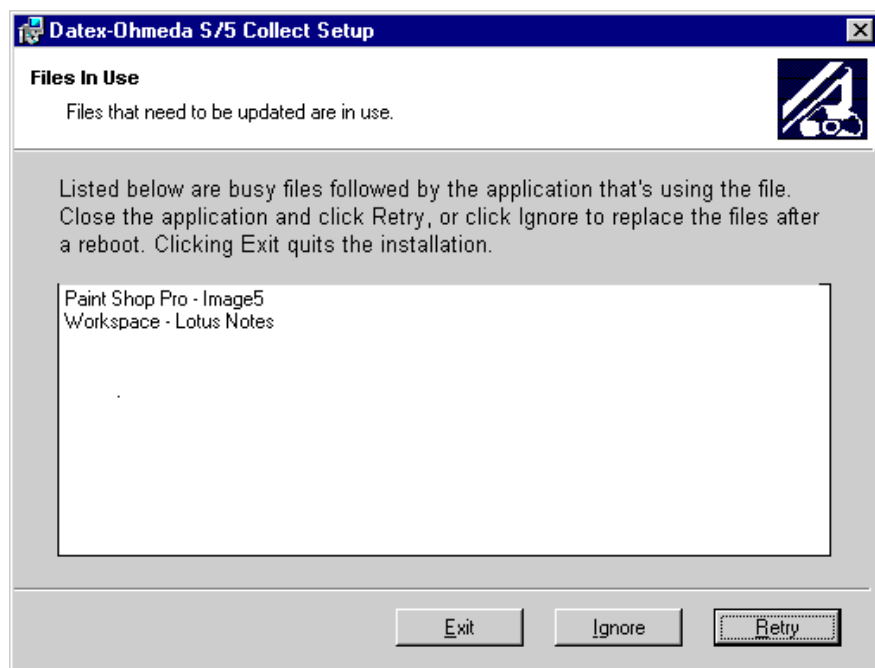 Datex-Ohmeda S/5 Collect Setup
Files In Use
Files that need to be updated are in use.
Listed below are busy files followed by the application that's using the file.
Close the application and click Retry, or click Ignore to replace the files after
a reboot. Clicking Exit quits the installation.
Paint Shop Pro - Image5
Workspace - Lotus Notes
Exit
Ignore
Retry